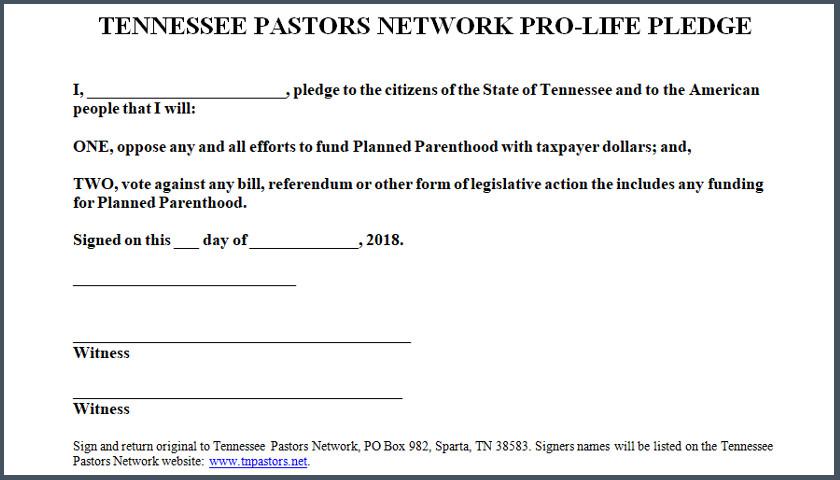 TENNESSEE PASTORS NETWORK PRO-LIFE PLEDGE
I, ________________________, pledge to the citizens of the State of Tennessee and to the American
people that I will:
ONE, oppose any and all efforts to fund Planned Parenthood with taxpayer dollars; and,
TWO, vote against any bill, referendum or other form of legislative action the includes any funding
for Planned Parenthood.
Signed on this ___ day of _____________, 2018.
Witness
Witness
Sign and return original to Tennessee Pastors Network, PO Box 982, Sparta, TN 38583. Signers names will be listed on the Tennessee
Pastors Network website: www.tnpastors.net.